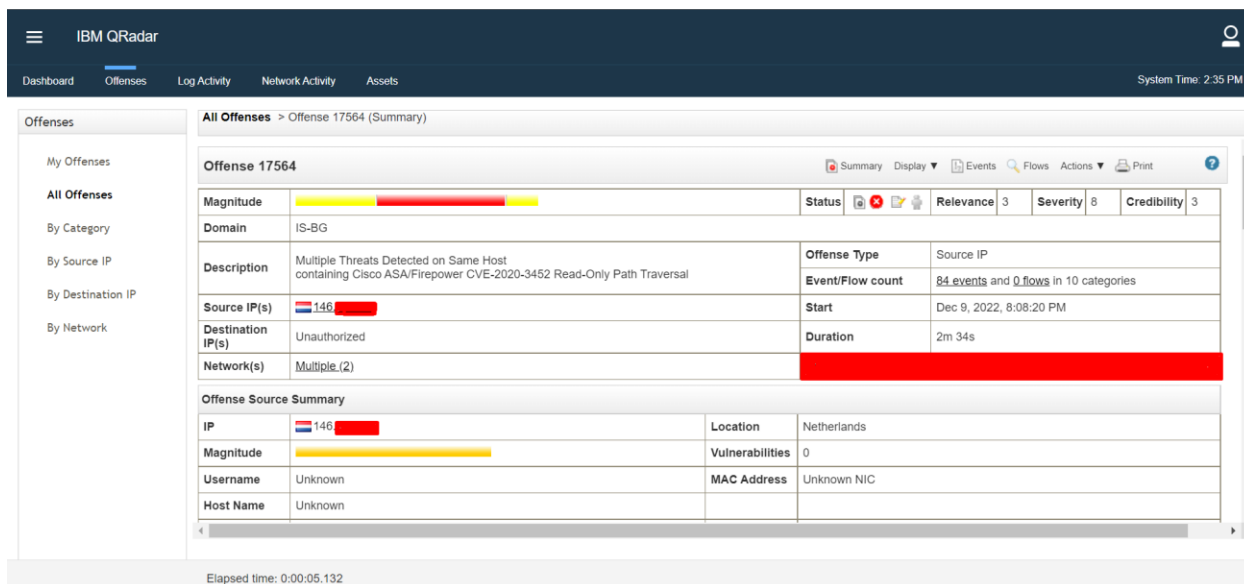 IBM QRadar
Dashboard Offenses Log Activity Network Activity Assets System Time: 2:35 PM
Offenses
My Offenses
All Offenses
By Category
By Source IP
By Destination IP
By Network
All Offenses > Offense 17564 (Summary)
Offense 17564 Summary Display ▼ Events Flows Actions ▼ Print ?
Magnitude Status Relevance 3 Severity 8 Credibility 3
Domain IS-BG
Description Multiple Threats Detected on Same Host
containing Cisco ASA/Firepower CVE-2020-3452 Read-Only Path Traversal
Offense Type Source IP
Event/Flow count 84 events and 0 flows in 10 categories
Source IP(s) 146. Start Dec 9, 2022, 8:08:20 PM
Destination IP(s) Unauthorized Duration 2m 34s
Network(s) Multiple (2)
Offense Source Summary
IP 146. Location Netherlands
Magnitude Vulnerabilities 0
Username Unknown MAC Address Unknown NIC
Host Name Unknown
Elapsed time: 0:00:05.132